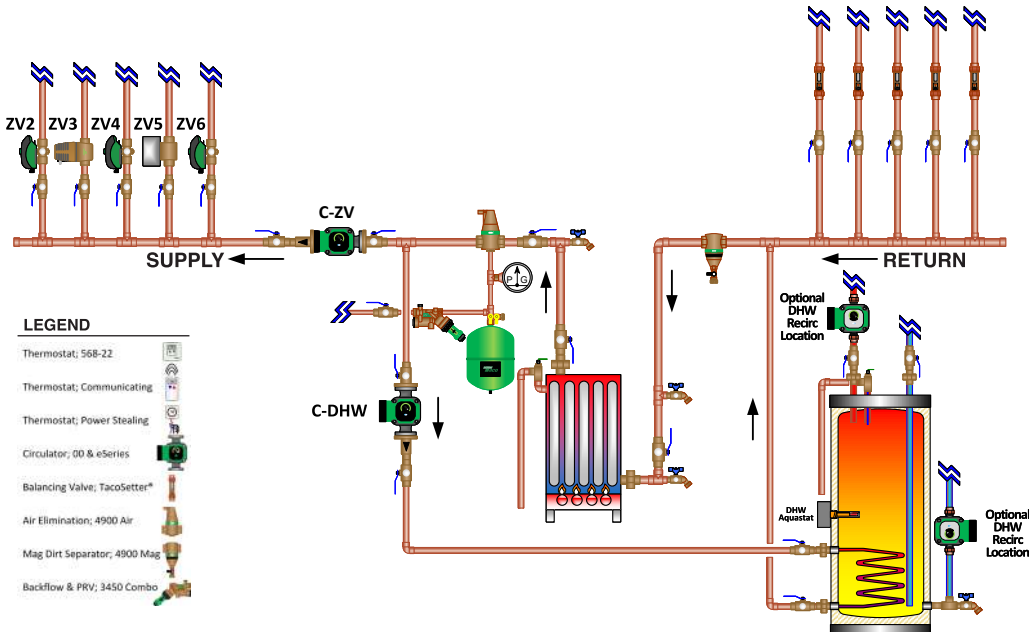 ZV2 ZV3 ZV4 ZV5 ZV6
C-ZV
SUPPLY
RETURN
P G
Optional
DHW
Recirc
Location
C-DHW
DHW
Aquastat
Optional
DHW
Recirc
Location
LEGEND
Thermostat; 568-22
Thermostat; Communicating
Thermostat; Power Stealing
Circulator; 00 & eSeries
Balancing Valve; TacoSetter*
Air Elimination; 4900 Air
Mag Dirt Separator; 4900 Mag
Backflow & PRV; 3450 Combo